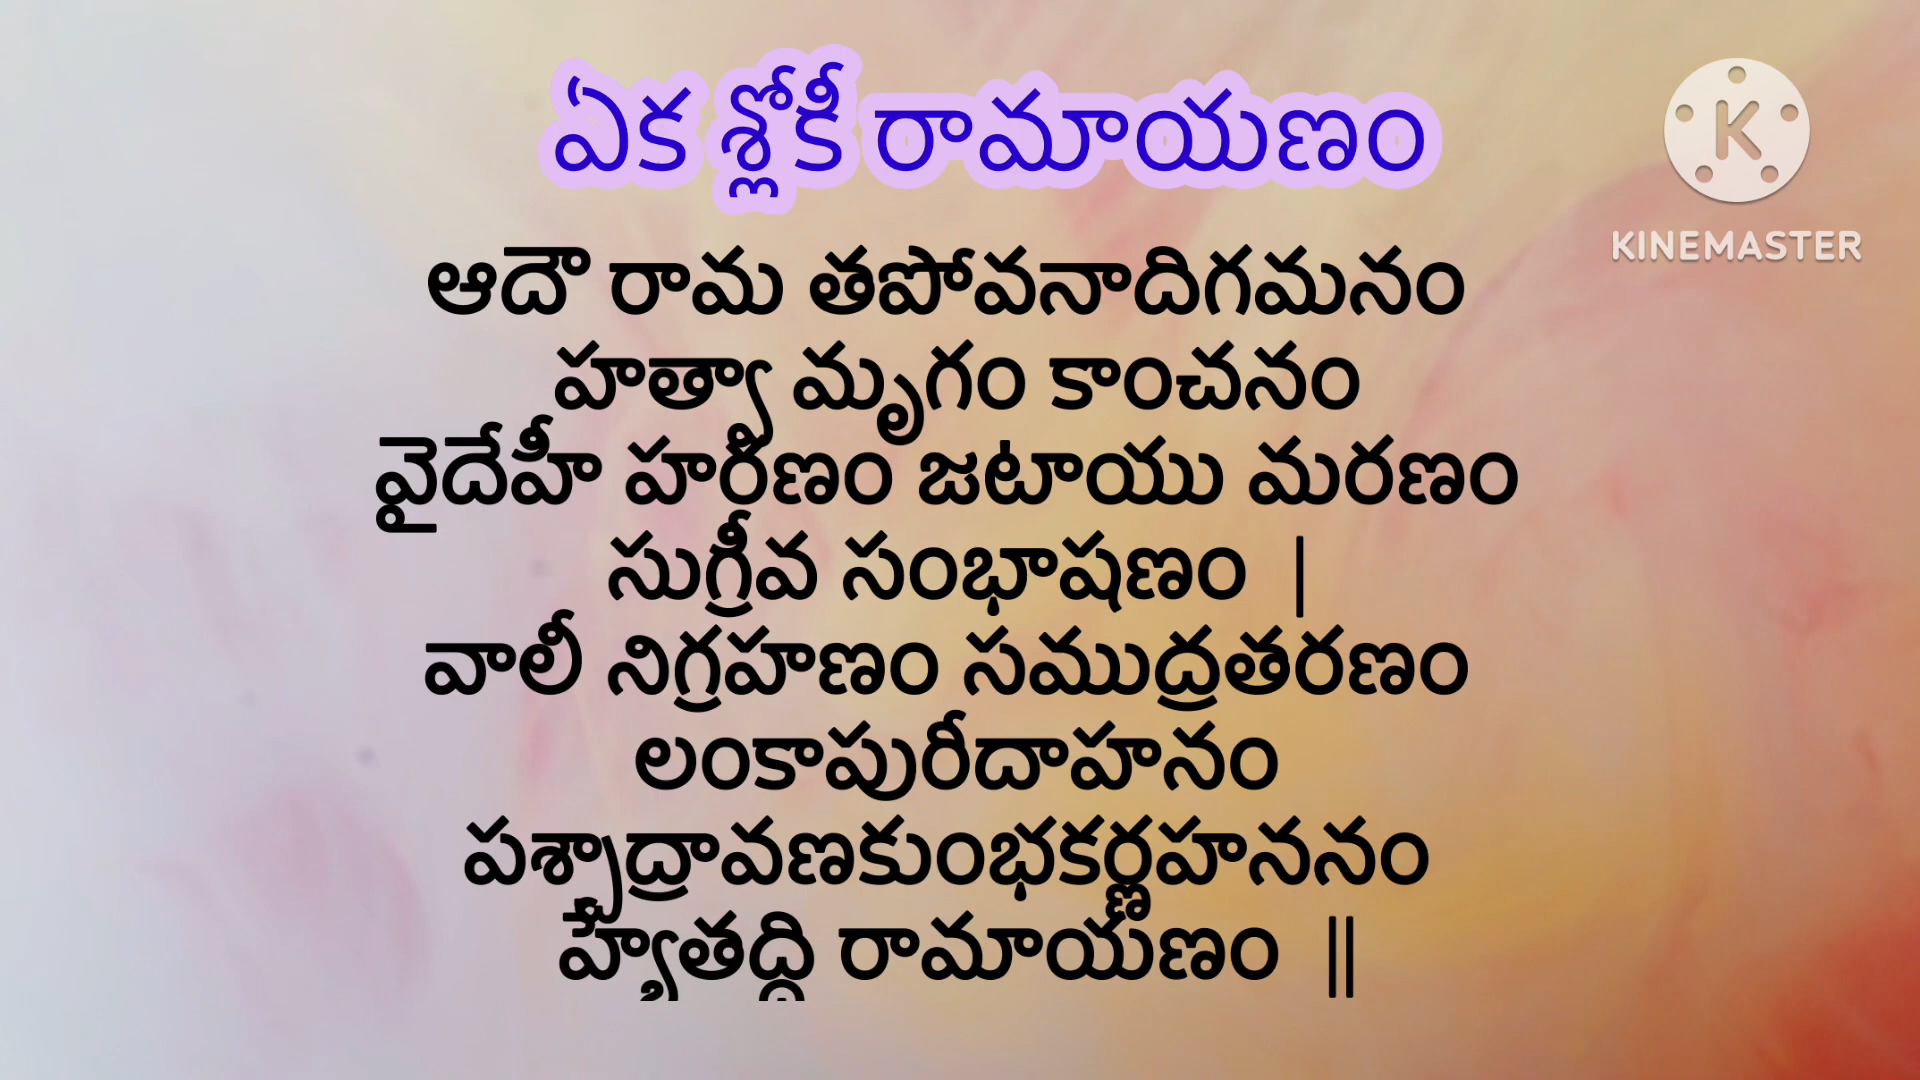 ఏక శ్లోకీ రామాయణం
KINEMASTER
ఆదౌ రామ తపోవనాదిగమనం
హత్వా మృగం కాంచనం
వైదేహీ హరణం జటాయు మరణం
సుగ్రీవ సంభాషణం |
వాలీ నిగ్రహణం సముద్రతరణం
లంకాపురీదాహనం
పశ్చాద్రావణకుంభకర్ణహననం
హ్యేతద్ధి రామాయణం ||